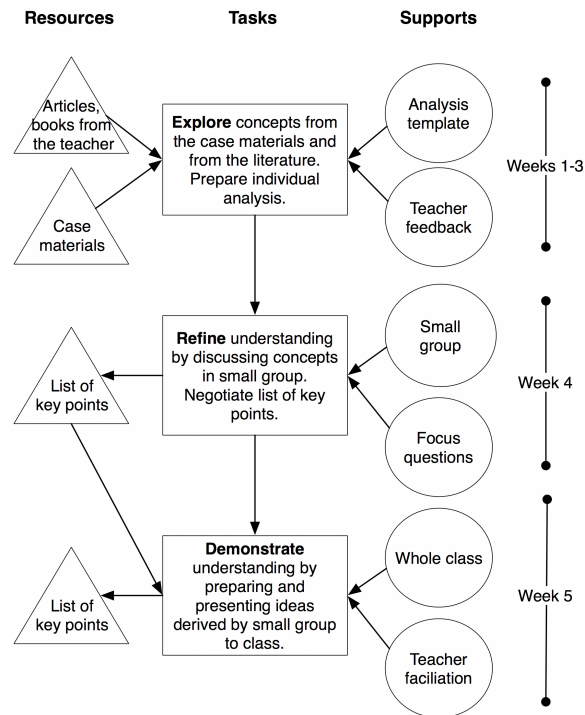 Resources
Tasks
Supports
Articles,
books from
the teacher
Case
materials
Explore concepts from
the case materials and
from the literature.
Prepare individual
analysis.
Analysis
template
Teacher
feedback
Weeks 1-3
List of
key points
Refine understanding
by discussing concepts
in small group.
Negotiate list of key
points.
Small
group
Focus
questions
Week 4
List of
key points
Demonstrate
understanding by
preparing and
presenting ideas
derived by small group
to class.
Whole class
Teacher
faciliation
Week 5